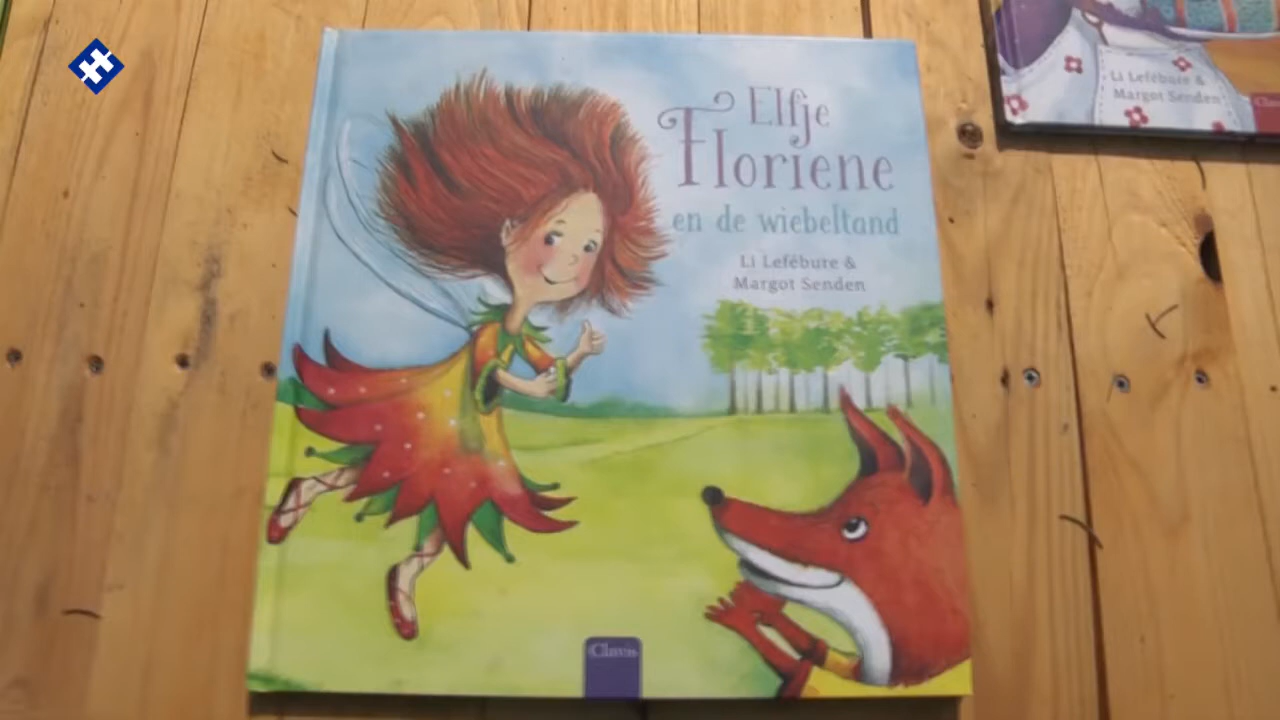 Elfje
Floriene
en de wiebeltand
Li Lefébure &
Margot Senden
Clavis
Li Lefébure &
Margot Senden